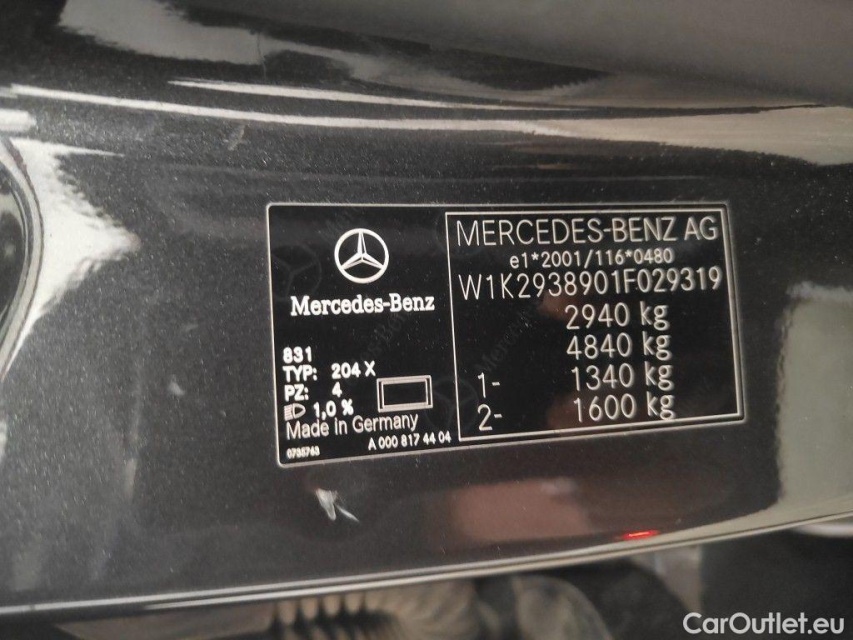 Mercedes-Benz
831
TYP: 204 X
PZ: 4
1,0 %
Made in Germany
0735743
A 000 817 44 04
MERCEDES-BENZ AG
e1*2001/116*0480
W1K2938901F029319
2940 kg
4840 kg
1- 1340 kg
2- 1600 kg
CarOutlet.eu